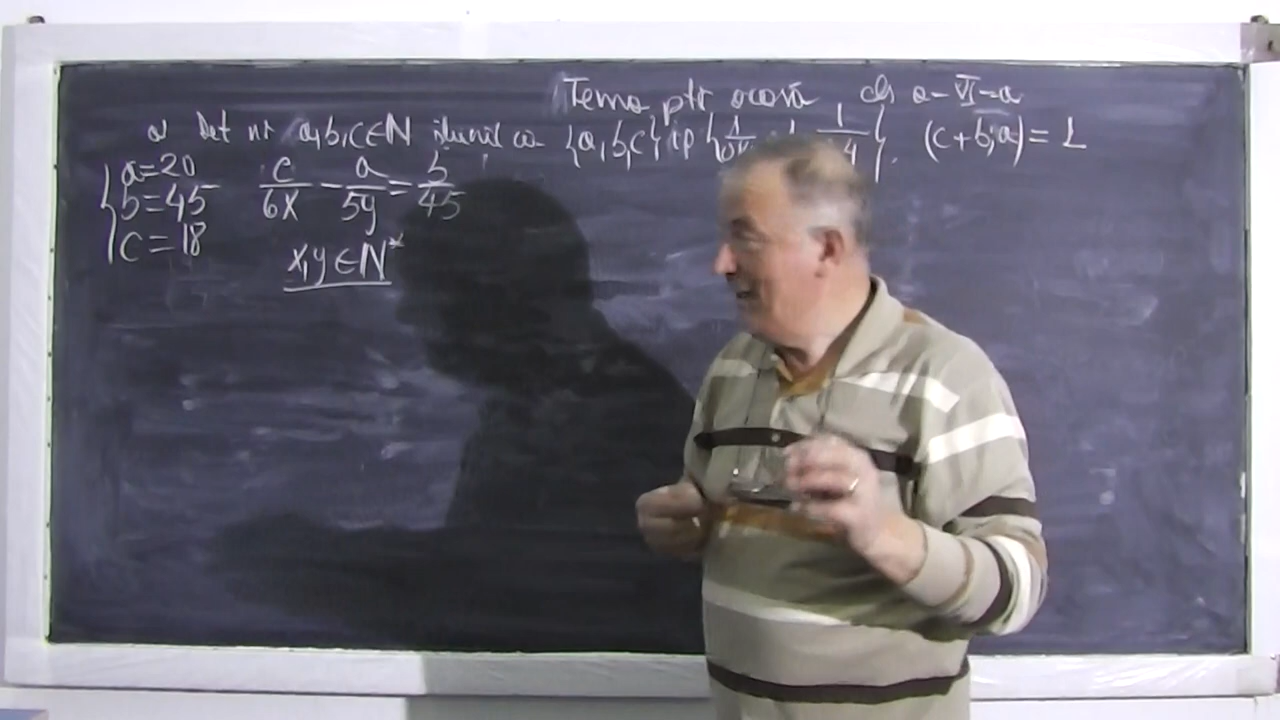 Tema ptr acasă cls a-VI-a
a) Det nr a,b,c∈N știind că {a,b,c} ip { 1/ 1/ 4}. (c+b;a)=1
{ a=20
b=45 c/6x - a/5y = b/45
c=18
x,y∈N*